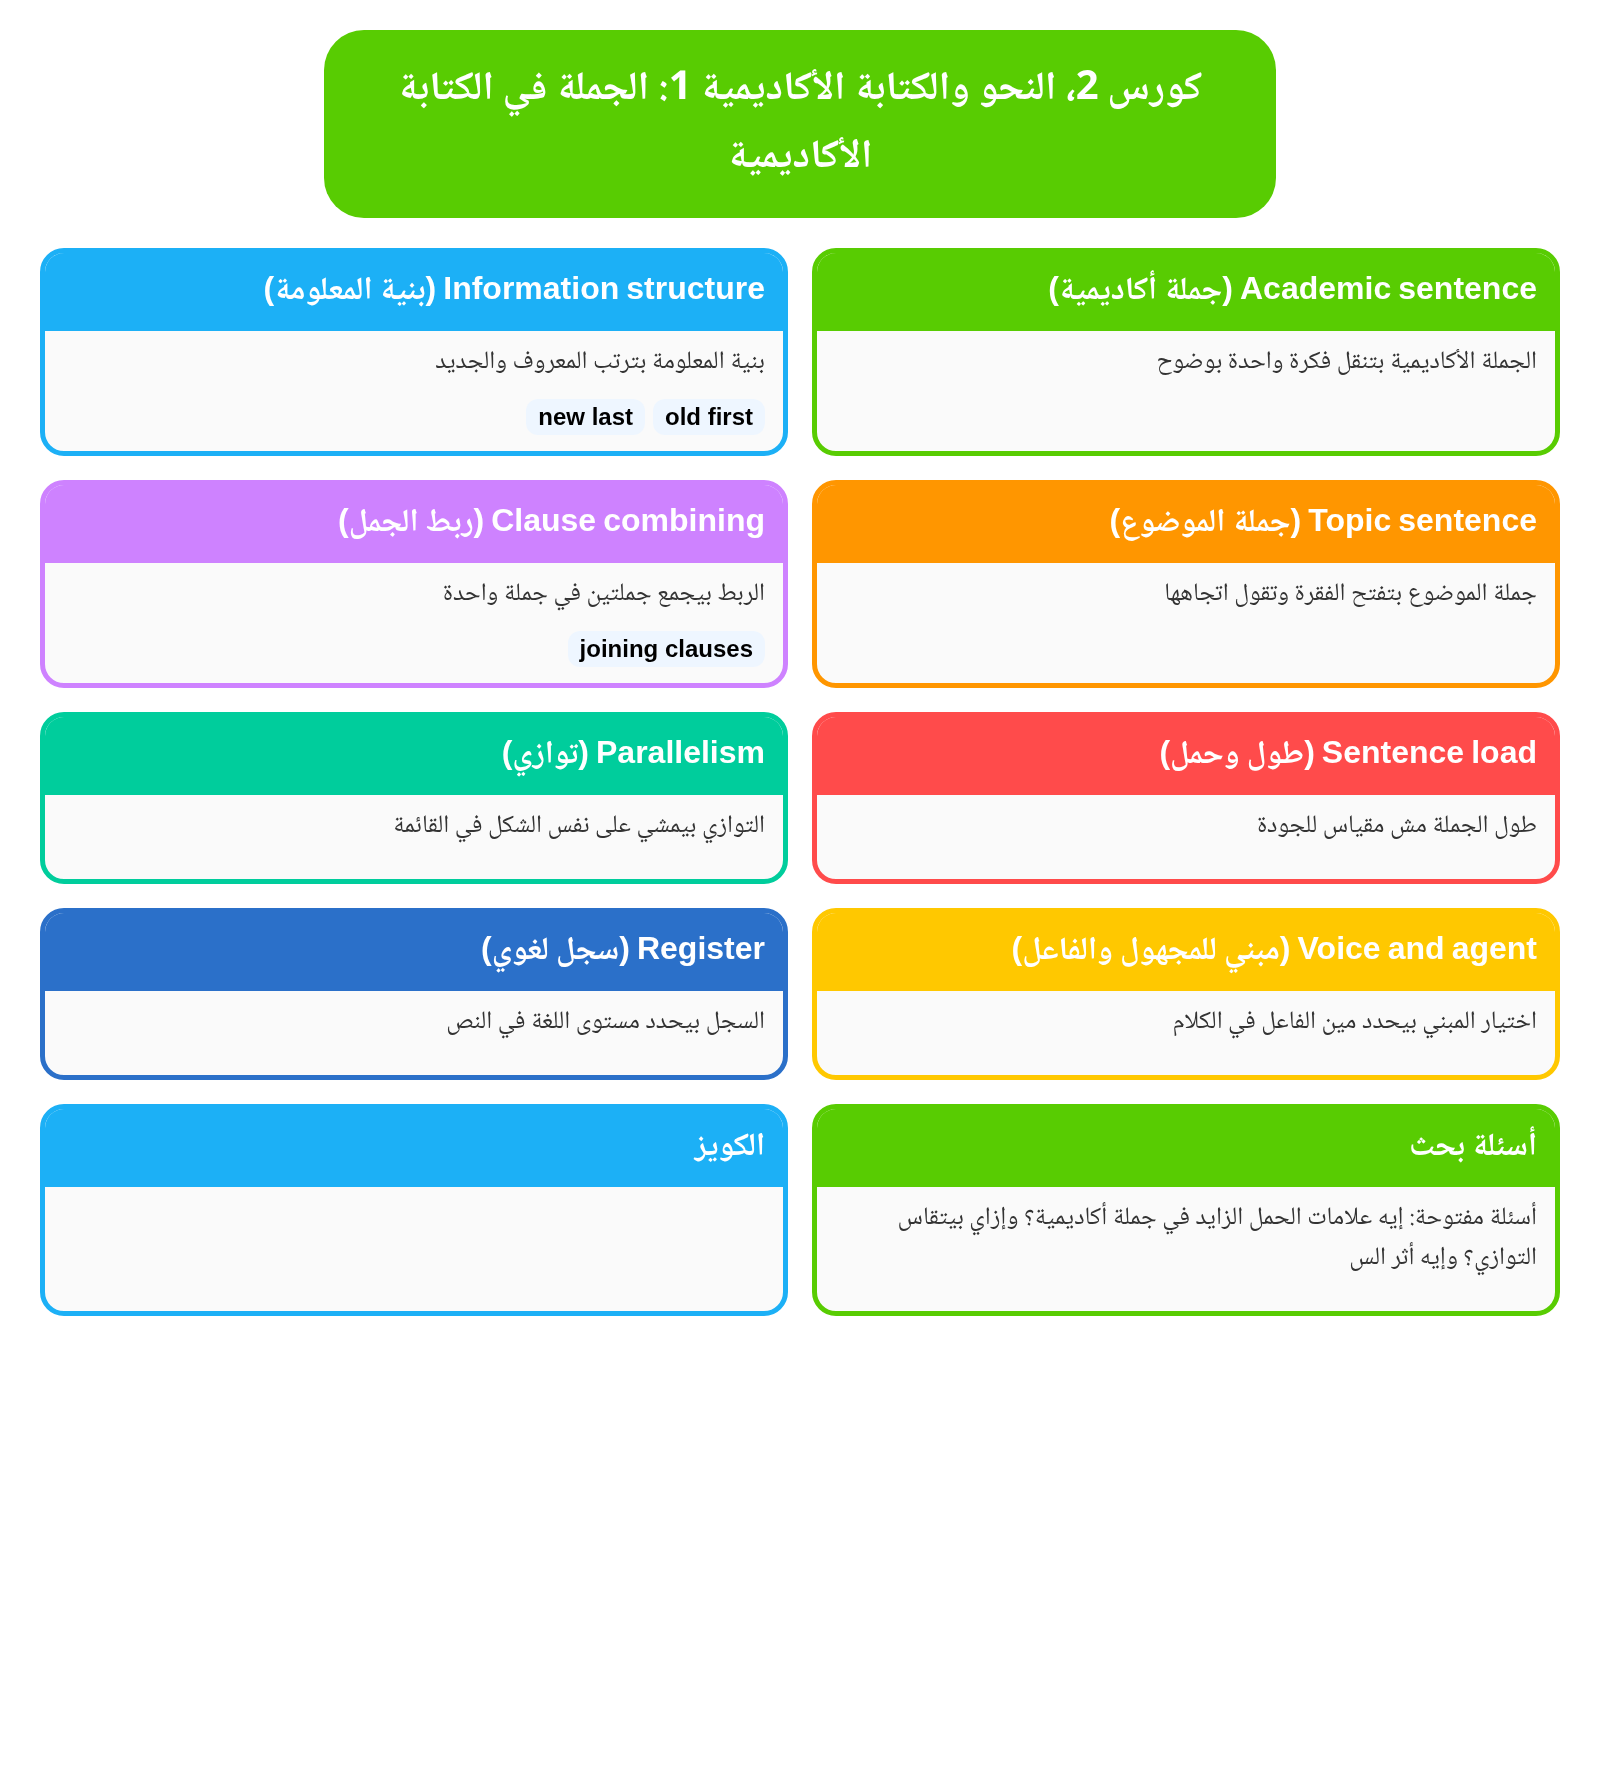 كورس 2، النحو والكتابة الأكاديمية 1: الجملة في الكتابة
الأكاديمية
Academic sentence (جملة أكاديمية)
الجملة الأكاديمية بتنقل فكرة واحدة بوضوح
Information structure (بنية المعلومة)
بنية المعلومة بترتب المعروف والجديد
old first new last
Topic sentence (جملة الموضوع)
جملة الموضوع بتفتح الفقرة وتقول اتجاهها
Clause combining (ربط الجمل)
الربط بيجمع جملتين في جملة واحدة
joining clauses
Sentence load (طول وحمل)
طول الجملة مش مقياس للجودة
Parallelism (توازي)
التوازي بيمشي على نفس الشكل في القائمة
Voice and agent (مبني للمجهول والفاعل)
اختيار المبني بيحدد مين الفاعل في الكلام
Register (سجل لغوي)
السجل بيحدد مستوى اللغة في النص
أسئلة بحث
أسئلة مفتوحة: إيه علامات الحمل الزايد في جملة أكاديمية؟ وإزاي بيتقاس
التوازي؟ وإيه أثر الس
الكويز